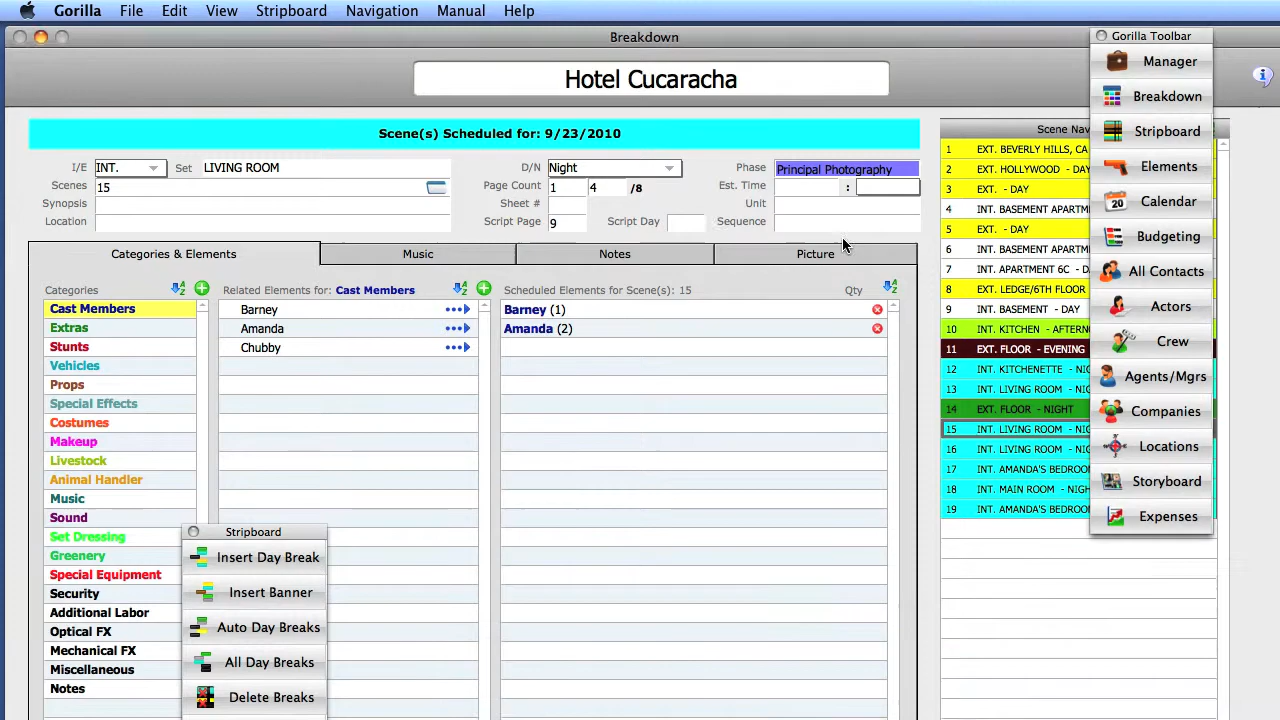 Gorilla File Edit View Stripboard Navigation Manual Help
Breakdown
Gorilla Toolbar
Hotel Cucaracha
Manager
Breakdown
Stripboard
Elements
Calendar
20
Budgeting
All Contacts
Actors
Crew
Agents/Mgrs
Companies
Locations
Storyboard
Expenses
Scene(s) Scheduled for: 9/23/2010
I/E INT. Set LIVING ROOM D/N Night Phase Principal Photography
Scenes 15 Page Count 1 4 /8 Est. Time :
Synopsis Sheet # Unit
Location Script Page 9 Script Day Sequence
Categories & Elements Music Notes Picture
Categories Related Elements for: Cast Members Scheduled Elements for Scene(s): 15 Qty
Cast Members
Extras
Stunts
Vehicles
Props
Special Effects
Costumes
Makeup
Livestock
Animal Handler
Music
Sound
Set Dressing
Greenery
Special Equipment
Security
Additional Labor
Optical FX
Mechanical FX
Miscellaneous
Notes
Barney
Amanda
Chubby
Barney (1)
Amanda (2)
Stripboard
Insert Day Break
Insert Banner
Auto Day Breaks
All Day Breaks
Delete Breaks
Scene Nav
1 EXT. BEVERLY HILLS, CA
2 EXT. HOLLYWOOD - DAY
3 EXT. - DAY
4 INT. BASEMENT APARTM
5 EXT. - DAY
6 INT. BASEMENT APARTM
7 INT. APARTMENT 6C - D
8 EXT. LEDGE/6TH FLOOR
9 INT. BASEMENT - DAY
10 INT. KITCHEN - AFTERN
11 EXT. FLOOR - EVENING
12 INT. KITCHENETTE - NIG
13 INT. LIVING ROOM - NIG
14 EXT. FLOOR - NIGHT
15 INT. LIVING ROOM - NIG
16 INT. LIVING ROOM - NIG
17 INT. AMANDA'S BEDROO
18 INT. MAIN ROOM - NIGH
19 INT. AMANDA'S BEDROO